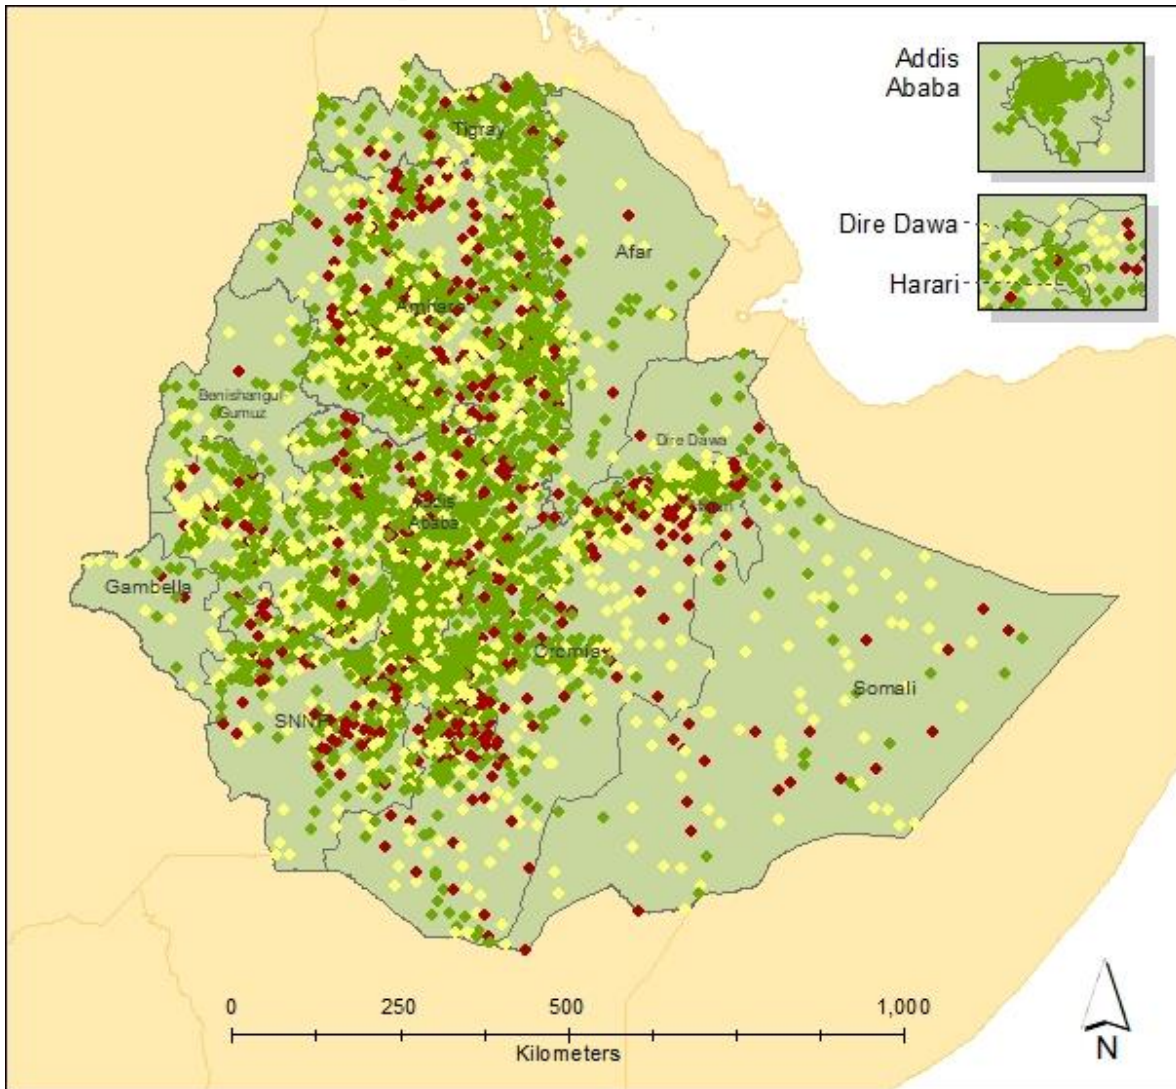 Addis
Ababa
Tigray
Dire Dawa
Afar
Harari
Amhara
Benishangul
Gumuz
Dire Dawa
Addis
Ababa
Gambella
Oromia
Somali
0
250
500
1,000
Kilometers
N